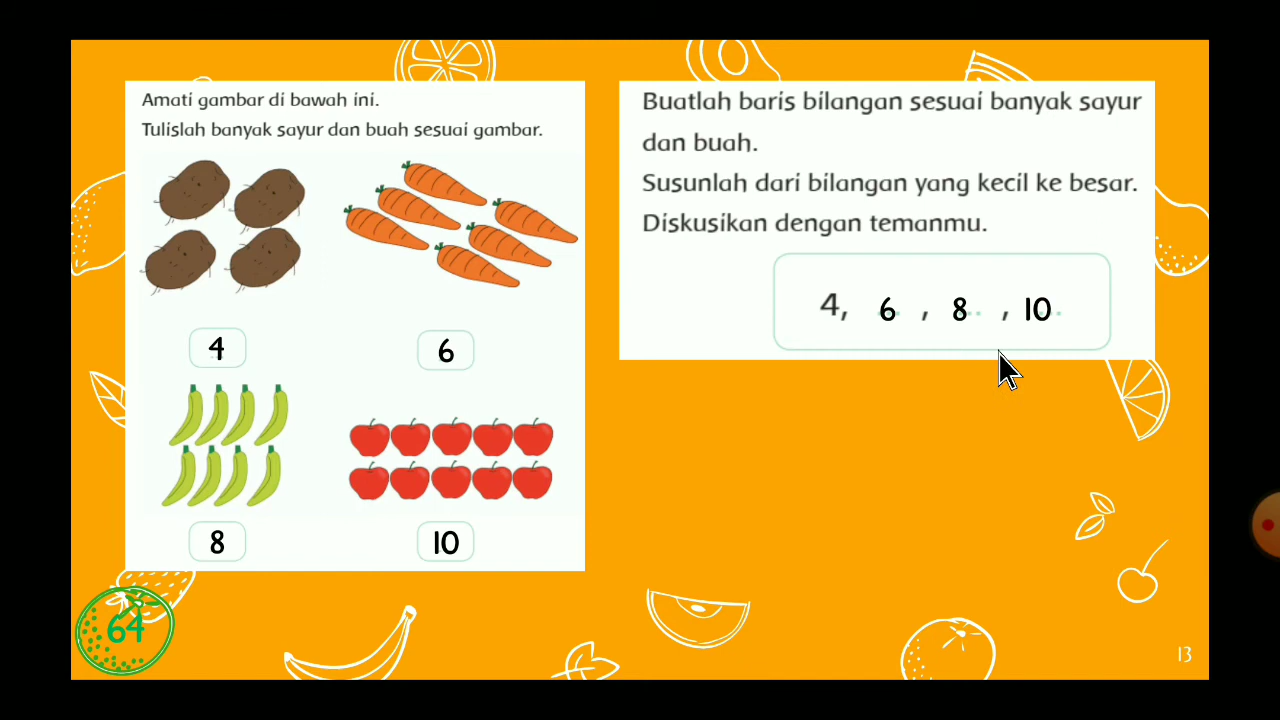 Amati gambar di bawah ini.
Tulislah banyak sayur dan buah sesuai gambar.
4
6
8
10
Buatlah baris bilangan sesuai banyak sayur
dan buah.
Susunlah dari bilangan yang kecil ke besar.
Diskusikan dengan temanmu.
4, 6 , 8 , 10
64
13